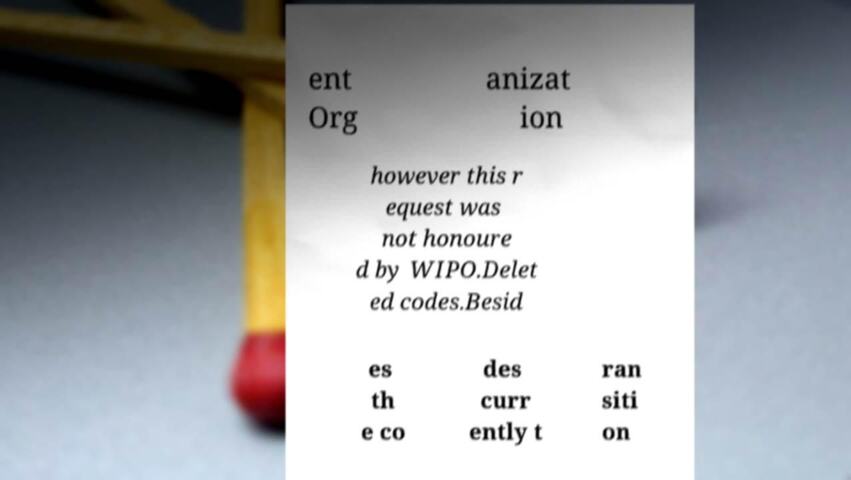 ent
Org
anizat
ion
however this r
equest was
not honoure
d by WIPO.Delet
ed codes.Besid
es
th
e co
des
curr
ently t
ran
siti
on